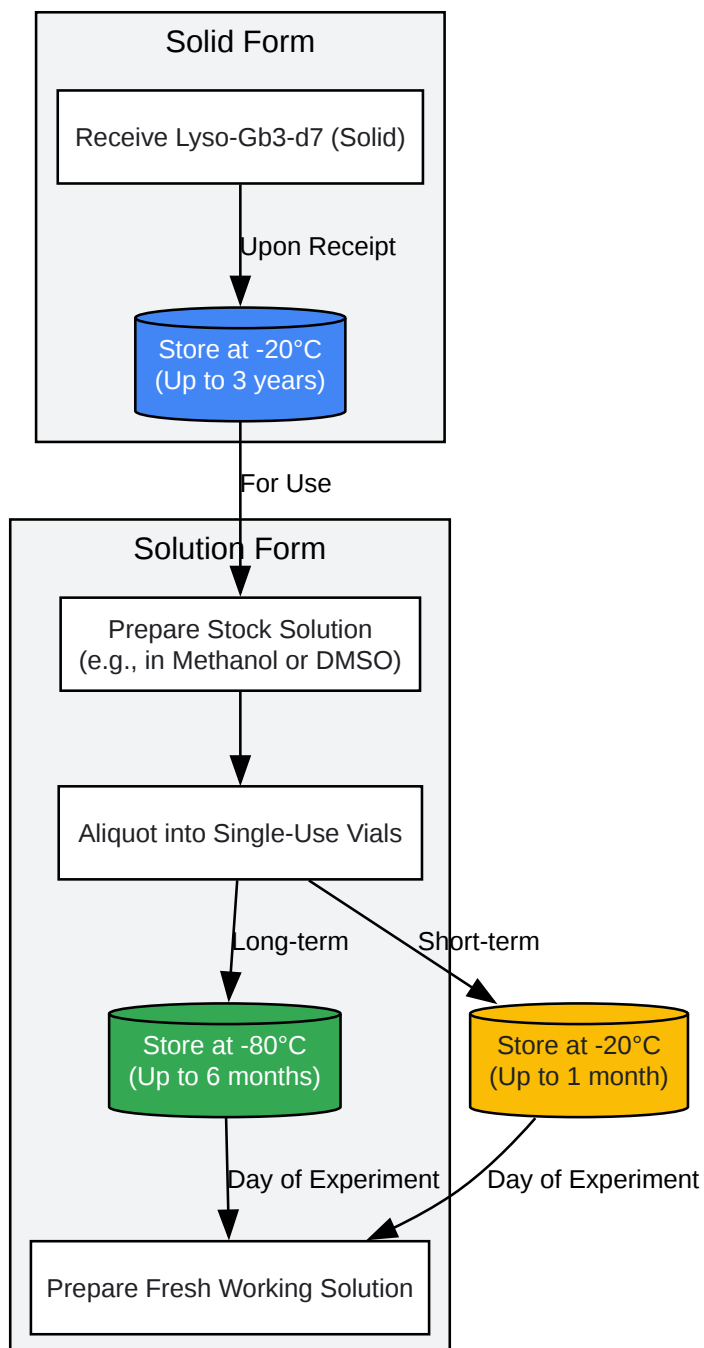 Solid Form
Receive Lyso-Gb3-d7 (Solid)
Upon Receipt
Store at -20°C
(Up to 3 years)
For Use
Solution Form
Prepare Stock Solution
(e.g., in Methanol or DMSO)
Aliquot into Single-Use Vials
Long-term
Short-term
Store at -80°C
(Up to 6 months)
Store at -20°C
(Up to 1 month)
Day of Experiment
Day of Experiment
Prepare Fresh Working Solution